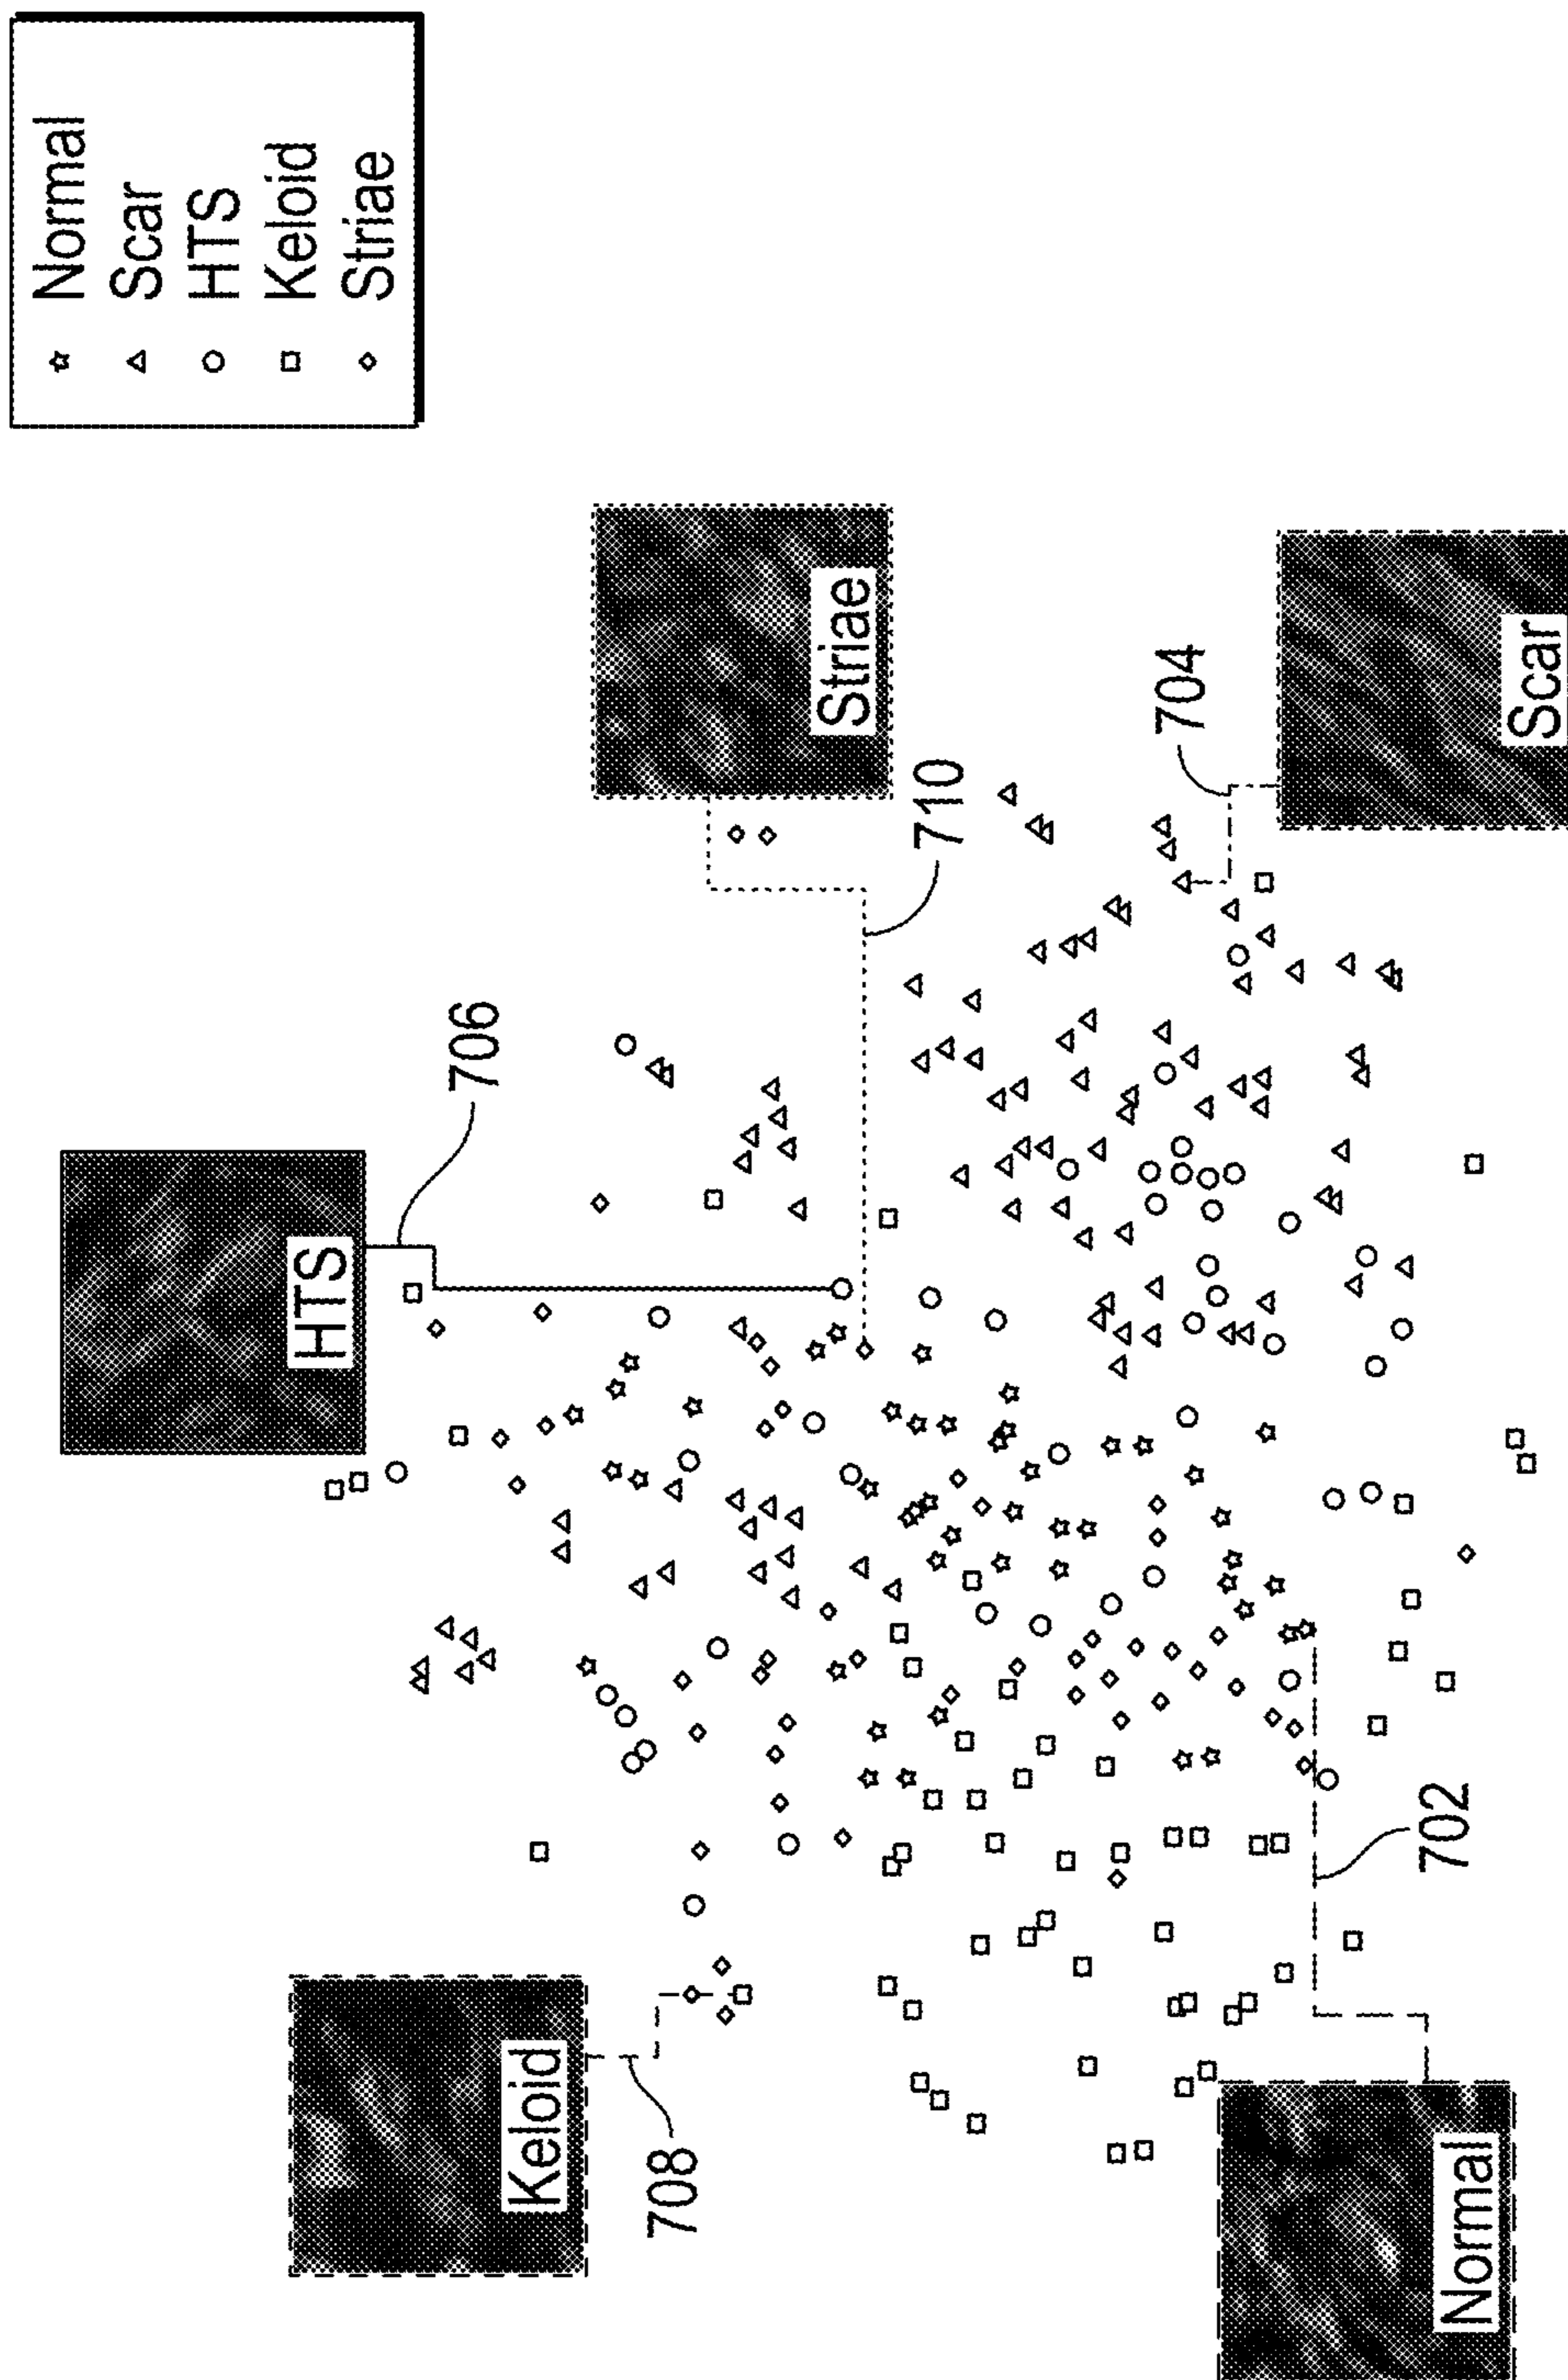 Normal
Scar
HTS
Keloid
Striae
HTS
706
Striae
710
Keloid
708
704
Scar
702
Normal